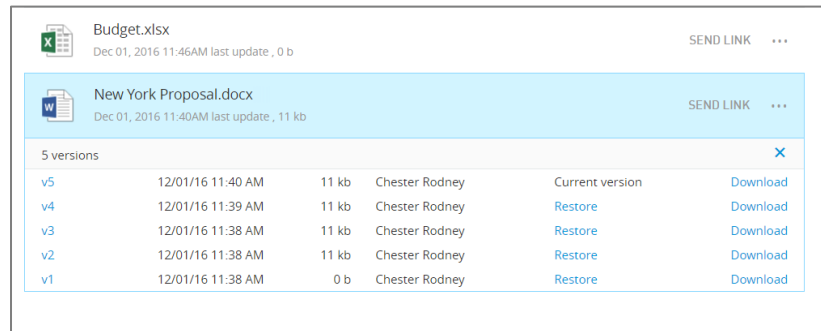 Budget.xlsx
Dec 01, 2016 11:46AM last update , 0 b
SEND LINK ...
New York Proposal.docx
Dec 01, 2016 11:40AM last update , 11 kb
SEND LINK ...
5 versions
v5 12/01/16 11:40 AM 11 kb Chester Rodney Current version Download
v4 12/01/16 11:39 AM 11 kb Chester Rodney Restore Download
v3 12/01/16 11:38 AM 11 kb Chester Rodney Restore Download
v2 12/01/16 11:38 AM 11 kb Chester Rodney Restore Download
v1 12/01/16 11:38 AM 0 b Chester Rodney Restore Download